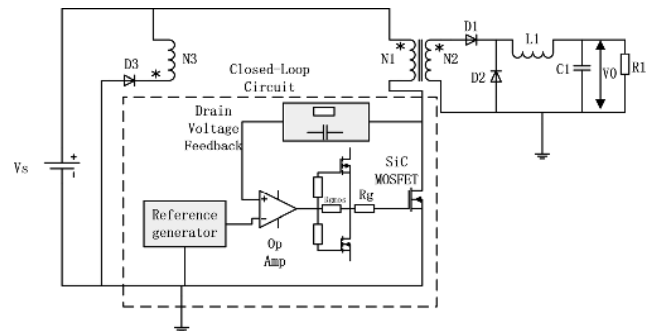 D3
N3
N1
N2
D1
L1
D2
C1
V0
R1
Closed-Loop
Circuit
Drain
Voltage
Feedback
SiC
MOSFET
Vs
Rg
Reference
generator
Op
Amp
+
-